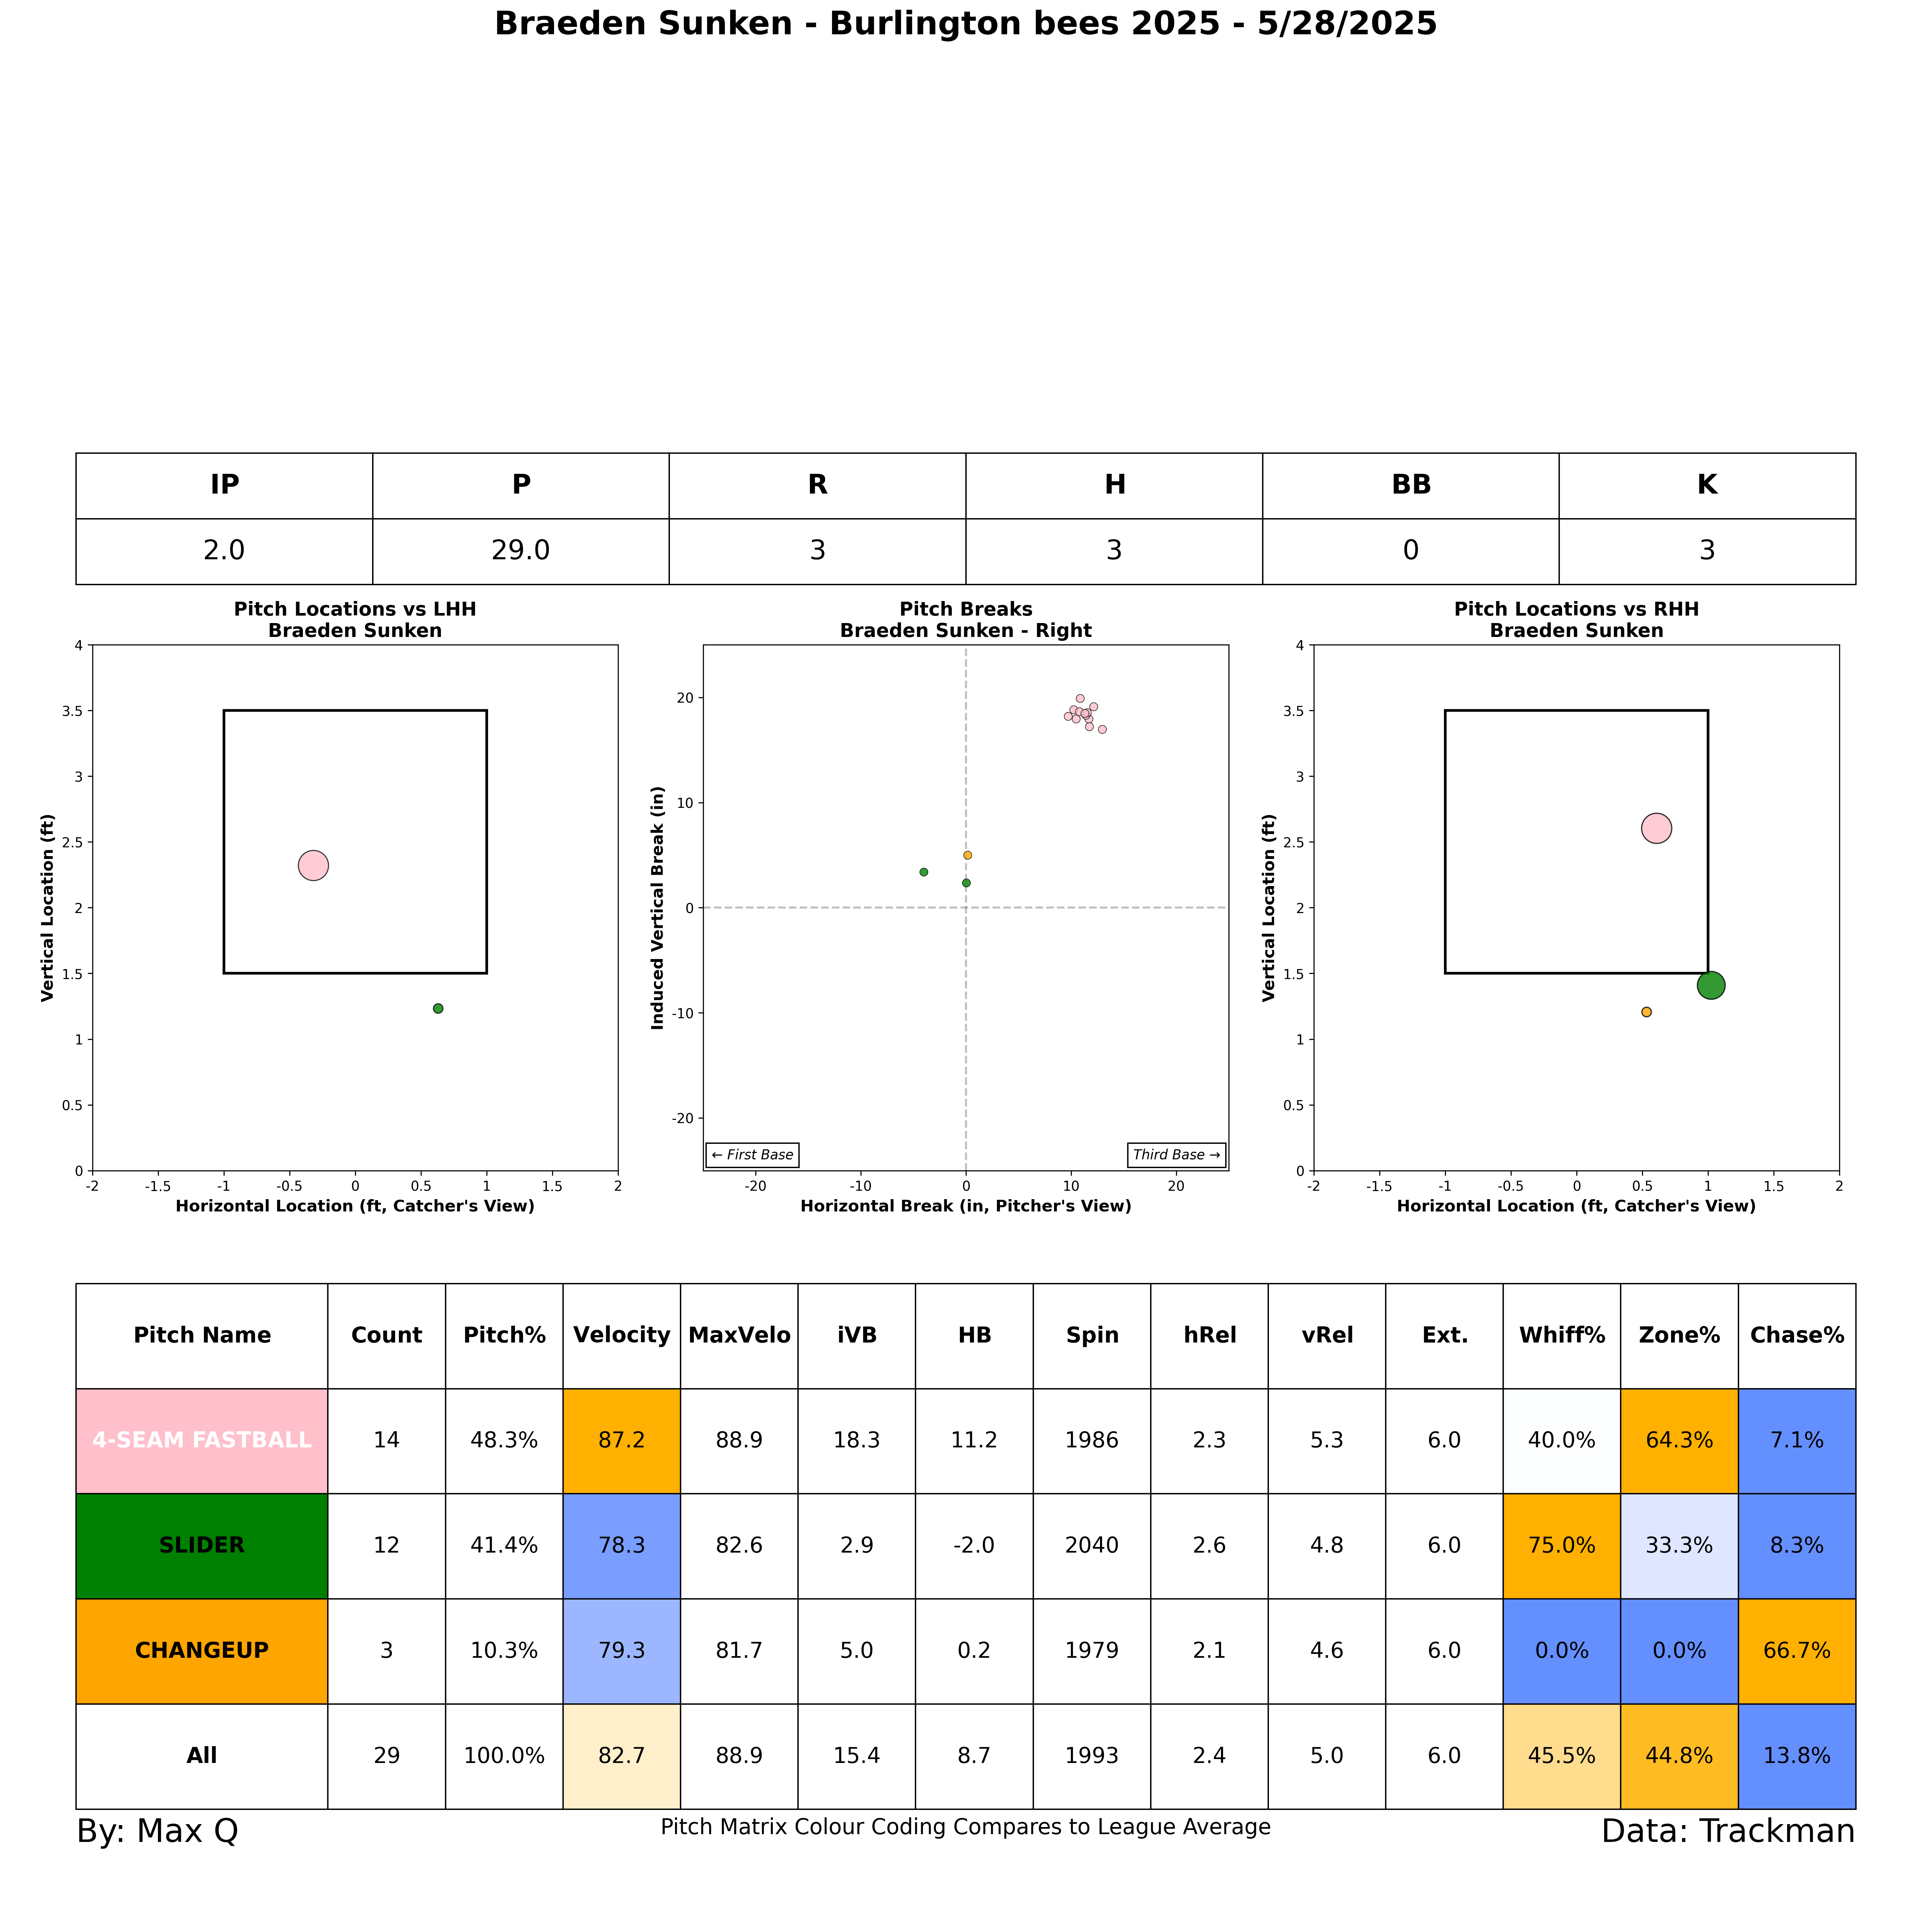 Braeden Sunken - Burlington bees 2025 - 5/28/2025
IP P R H BB K
2.0 29.0 3 3 0 3
Pitch Locations vs LHH
Braeden Sunken
4
3.5
3
2.5
2
1.5
1
0.5
0
-2 -1.5 -1 -0.5 0 0.5 1 1.5 2
Vertical Location (ft)
Horizontal Location (ft, Catcher's View)
Pitch Breaks
Braeden Sunken - Right
20
10
0
-10
-20
← First Base Third Base →
-20 -10 0 10 20
Induced Vertical Break (in)
Horizontal Break (in, Pitcher's View)
Pitch Locations vs RHH
Braeden Sunken
4
3.5
3
2.5
2
1.5
1
0.5
0
-2 -1.5 -1 -0.5 0 0.5 1 1.5 2
Vertical Location (ft)
Horizontal Location (ft, Catcher's View)
Pitch Name Count Pitch% Velocity MaxVelo iVB HB Spin hRel vRel Ext. Whiff% Zone% Chase%
4-SEAM FASTBALL 14 48.3% 87.2 88.9 18.3 11.2 1986 2.3 5.3 6.0 40.0% 64.3% 7.1%
SLIDER 12 41.4% 78.3 82.6 2.9 -2.0 2040 2.6 4.8 6.0 75.0% 33.3% 8.3%
CHANGEUP 3 10.3% 79.3 81.7 5.0 0.2 1979 2.1 4.6 6.0 0.0% 0.0% 66.7%
All 29 100.0% 82.7 88.9 15.4 8.7 1993 2.4 5.0 6.0 45.5% 44.8% 13.8%
By: Max Q
Pitch Matrix Colour Coding Compares to League Average
Data: Trackman